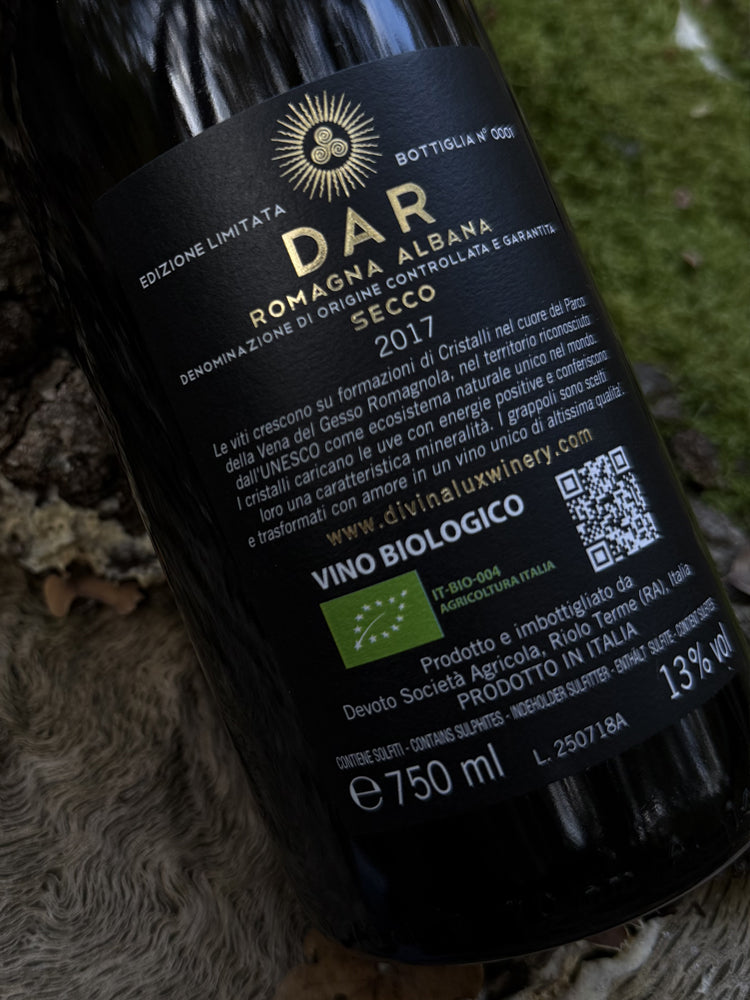 EDIZIONE LIMITATA
BOTTIGLIA N° 0001
DAR
ROMAGNA ALBANA
DENOMINAZIONE DI ORIGINE CONTROLLATA E GARANTITA
SECCO
2017
Le viti crescono su formazioni di Cristalli nel cuore del Parco
della Vena del Gesso Romagnola, nel territorio riconosciuto
dall'UNESCO come ecosistema naturale unico nel mondo.
I cristalli caricano le uve con energie positive e conferiscono
loro una caratteristica mineralità. I grappoli sono scelti
e trasformati con amore in un vino unico di altissima qualità.
www.divinaluxwinery.com
VINO BIOLOGICO
IT-BIO-004
AGRICOLTURA ITALIA
Prodotto e imbottigliato da
Devoto Società Agricola, Riolo Terme (RA), Italia
PRODOTTO IN ITALIA
CONTIENE SOLFITI - CONTAINS SULPHITES - INDEHOLDER SULFITTER - ENTHÄLT SULFITE - CONTIENT SULFITES
℮ 750 ml
L. 250718A
13% vol